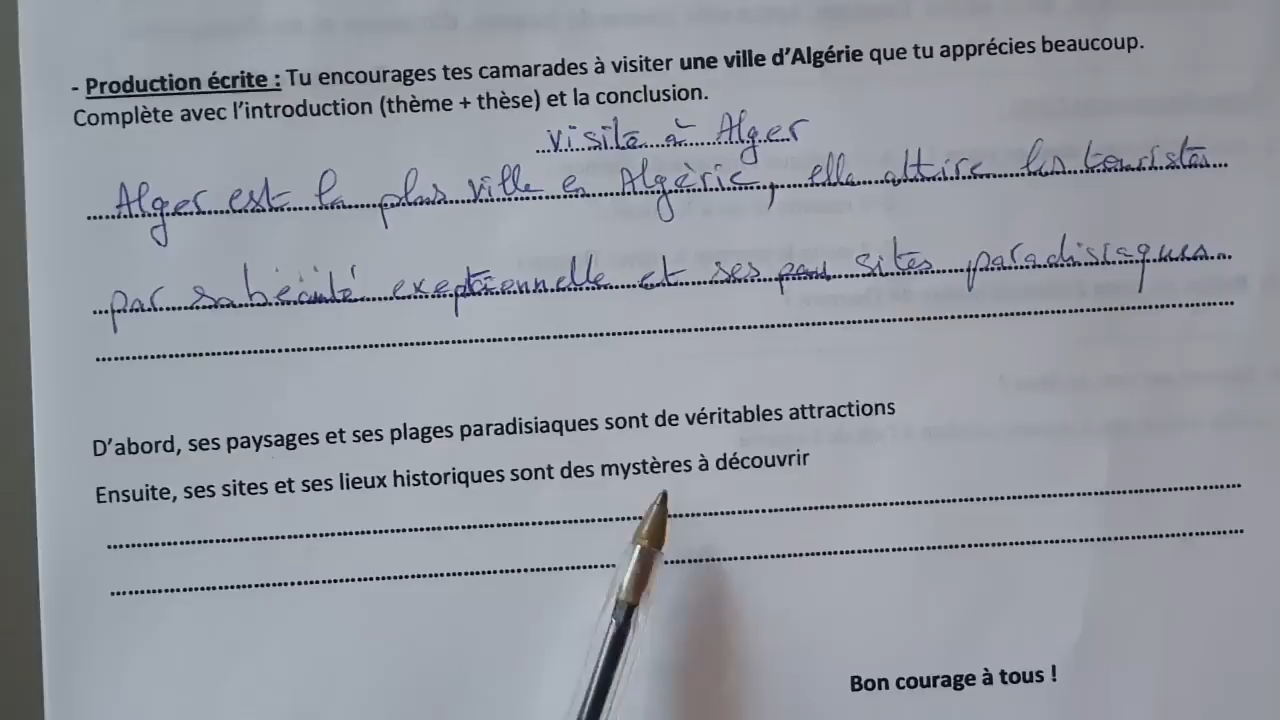 - Production écrite : Tu encourages tes camarades à visiter une ville d'Algérie que tu apprécies beaucoup.
Complète avec l'introduction (thème + thèse) et la conclusion.
visite à Alger
Alger est la plus ville en Algérie, elle attire les touristes
par sa beauté exeptionnelle et ses sites paradisiaques
D'abord, ses paysages et ses plages paradisiaques sont de véritables attractions
Ensuite, ses sites et ses lieux historiques sont des mystères à découvrir
Bon courage à tous !